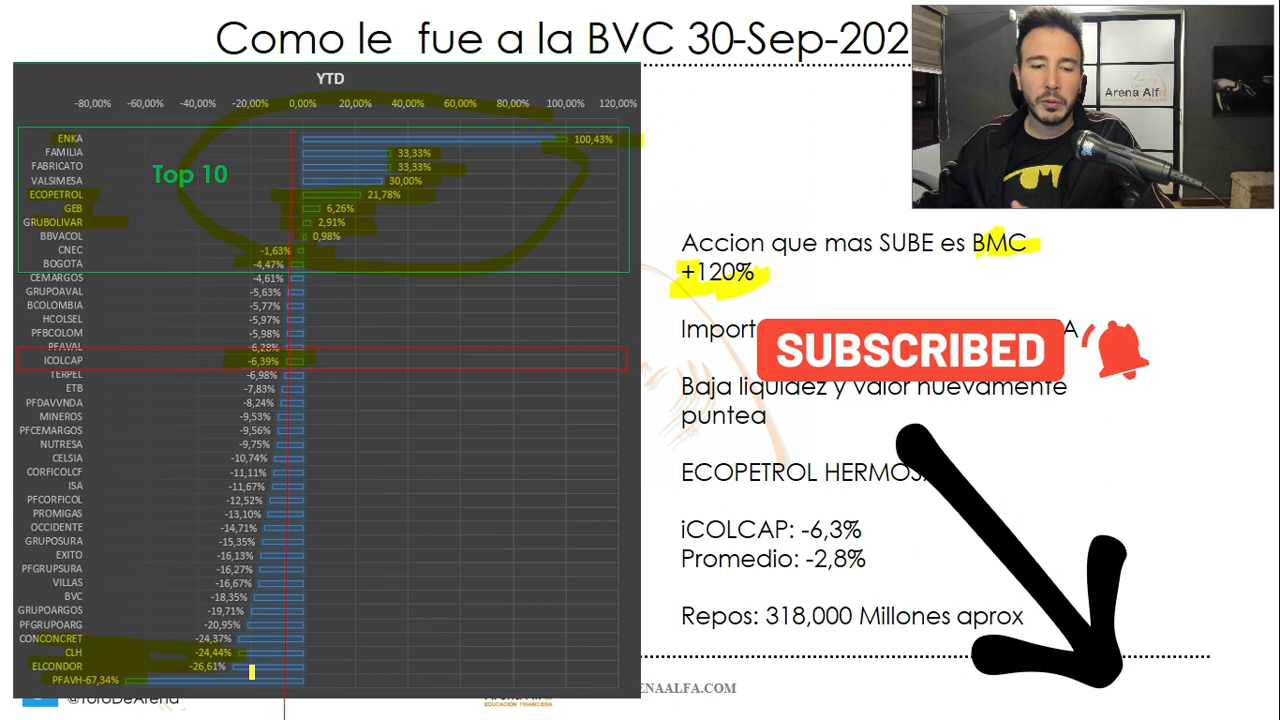 Como le fue a la BVC 30-Sep-202
YTD
-80,00% -60,00% -40,00% -20,00% 0,00% 20,00% 40,00% 60,00% 80,00% 100,00% 120,00%
Top 10
ENKA 100,43%
FAMILIA 33,33%
FABRICATO 33,33%
VALSIMESA 30,00%
ECOPETROL 21,78%
GEB 6,26%
GRUBOLIVAR 2,91%
BBVACOL 0,98%
CNEC -1,63%
BOGOTA -4,47%
CEMARGOS -4,61%
GRUPOAVAL -5,63%
BCOLOMBIA -5,77%
HCOLSEL -5,97%
PFBCOLOM -5,98%
PFAVAL -6,28%
ICOLCAP -6,39%
TERPEL -6,98%
ETB -7,83%
PFDAVVNDA -8,24%
MINEROS -9,53%
PFCEMARGOS -9,56%
NUTRESA -9,75%
CELSIA -10,74%
CORFICOLCF -11,11%
ISA -11,67%
PFCORFICOL -12,52%
PROMIGAS -13,10%
OCCIDENTE -14,71%
GRUPOSURA -15,35%
EXITO -16,13%
PFGRUPSURA -16,27%
VILLAS -16,67%
BVC -18,35%
GRUPOARGOS -19,71%
PFGRUPOARG -20,95%
CONCONCRET -24,37%
CLH -24,44%
ELCONDOR -26,61%
PFAVH -67,34%
Arena Alfa
Accion que mas SUBE es BMC
+120%
Import A
SUBSCRIBED
Baja liquidez y valor nuevamente
puntea
ECOPETROL HERMOS
iCOLCAP: -6,3%
Promedio: -2,8%
Repos: 318,000 Millones aprox
ENAALFA.COM
@ToroDeArena
Arena Alfa
EDUCACIÓN FINANCIERA